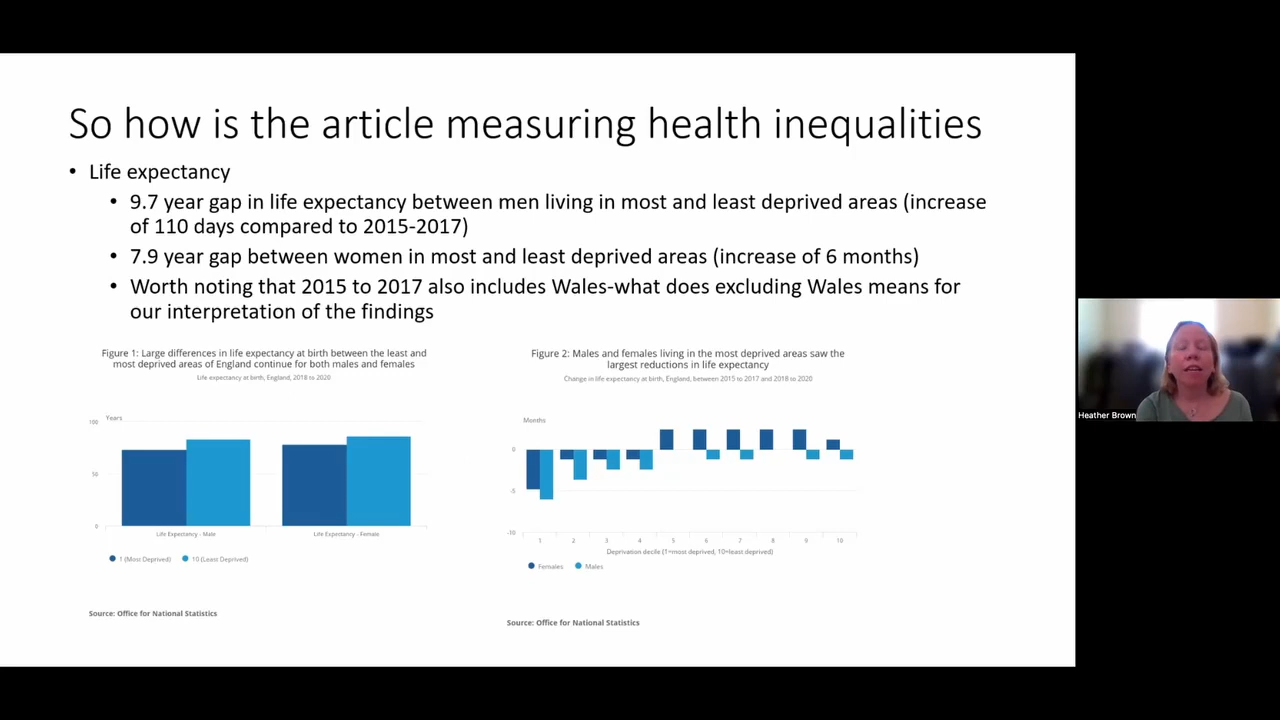 So how is the article measuring health inequalities
• Life expectancy
• 9.7 year gap in life expectancy between men living in most and least deprived areas (increase
of 110 days compared to 2015-2017)
• 7.9 year gap between women in most and least deprived areas (increase of 6 months)
• Worth noting that 2015 to 2017 also includes Wales-what does excluding Wales means for
our interpretation of the findings
Figure 1: Large differences in life expectancy at birth between the least and
most deprived areas of England continue for both males and females
Life expectancy at birth, England, 2018 to 2020
Years
100
50
0
Life Expectancy - Male
Life Expectancy - Female
1 (Most Deprived)
10 (Least Deprived)
Source: Office for National Statistics
Figure 2: Males and females living in the most deprived areas saw the
largest reductions in life expectancy
Change in life expectancy at birth, England, between 2015 to 2017 and 2018 to 2020
Months
0
-5
-10
1 2 3 4 5 6 7 8 9 10
Deprivation decile (1=most deprived, 10=least deprived)
Females
Males
Source: Office for National Statistics
Heather Brown